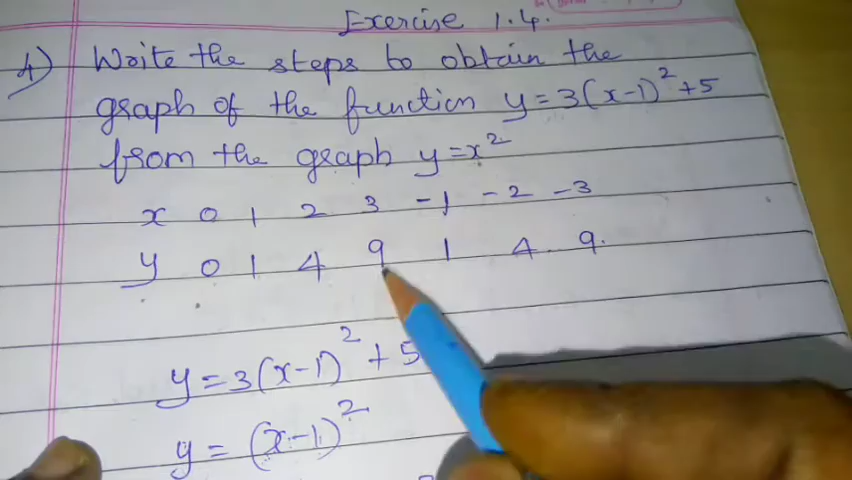 Exercise 1.4.
4) Write the steps to obtain the
graph of the function y = 3(x-1)² +5
from the graph y = x²
x 0 1 2 3 -1 -2 -3
y 0 1 4 9 1 4 9.
y = 3(x-1)² + 5
y = (x-1)²